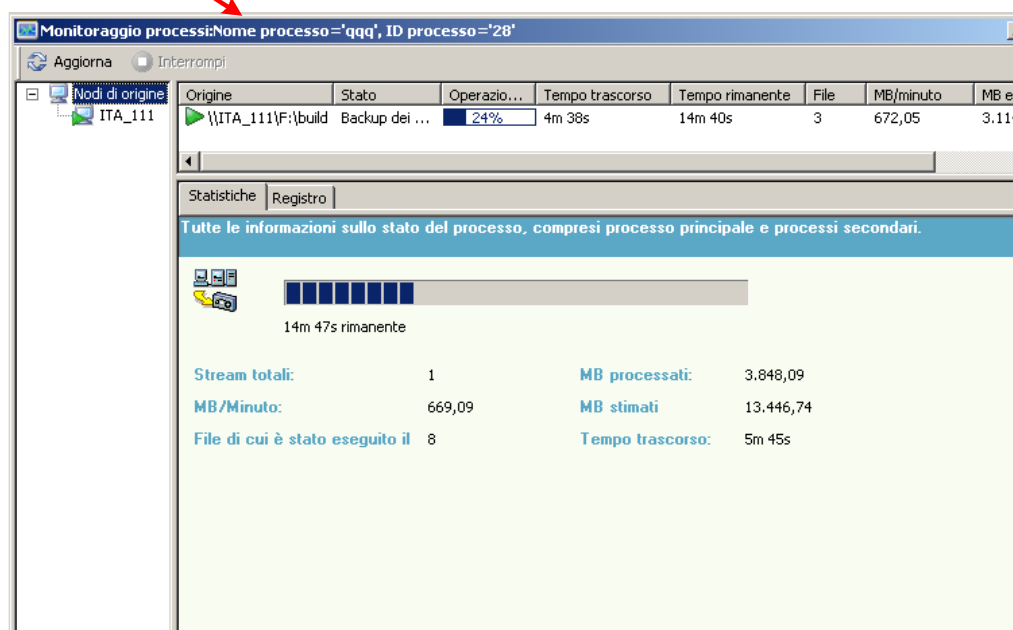 Monitoraggio processi:Nome processo='qqq', ID processo='28'
Aggiorna Interrompi
Nodi di origine
ITA_111
Origine Stato Operazio... Tempo trascorso Tempo rimanente File MB/minuto MB e
\\ITA_111\F:\build Backup dei ... 24% 4m 38s 14m 40s 3 672,05 3.11
Statistiche Registro
Tutte le informazioni sullo stato del processo, compresi processo principale e processi secondari.
14m 47s rimanente
Stream totali: 1 MB processati: 3.848,09
MB/Minuto: 669,09 MB stimati 13.446,74
File di cui è stato eseguito il 8 Tempo trascorso: 5m 45s